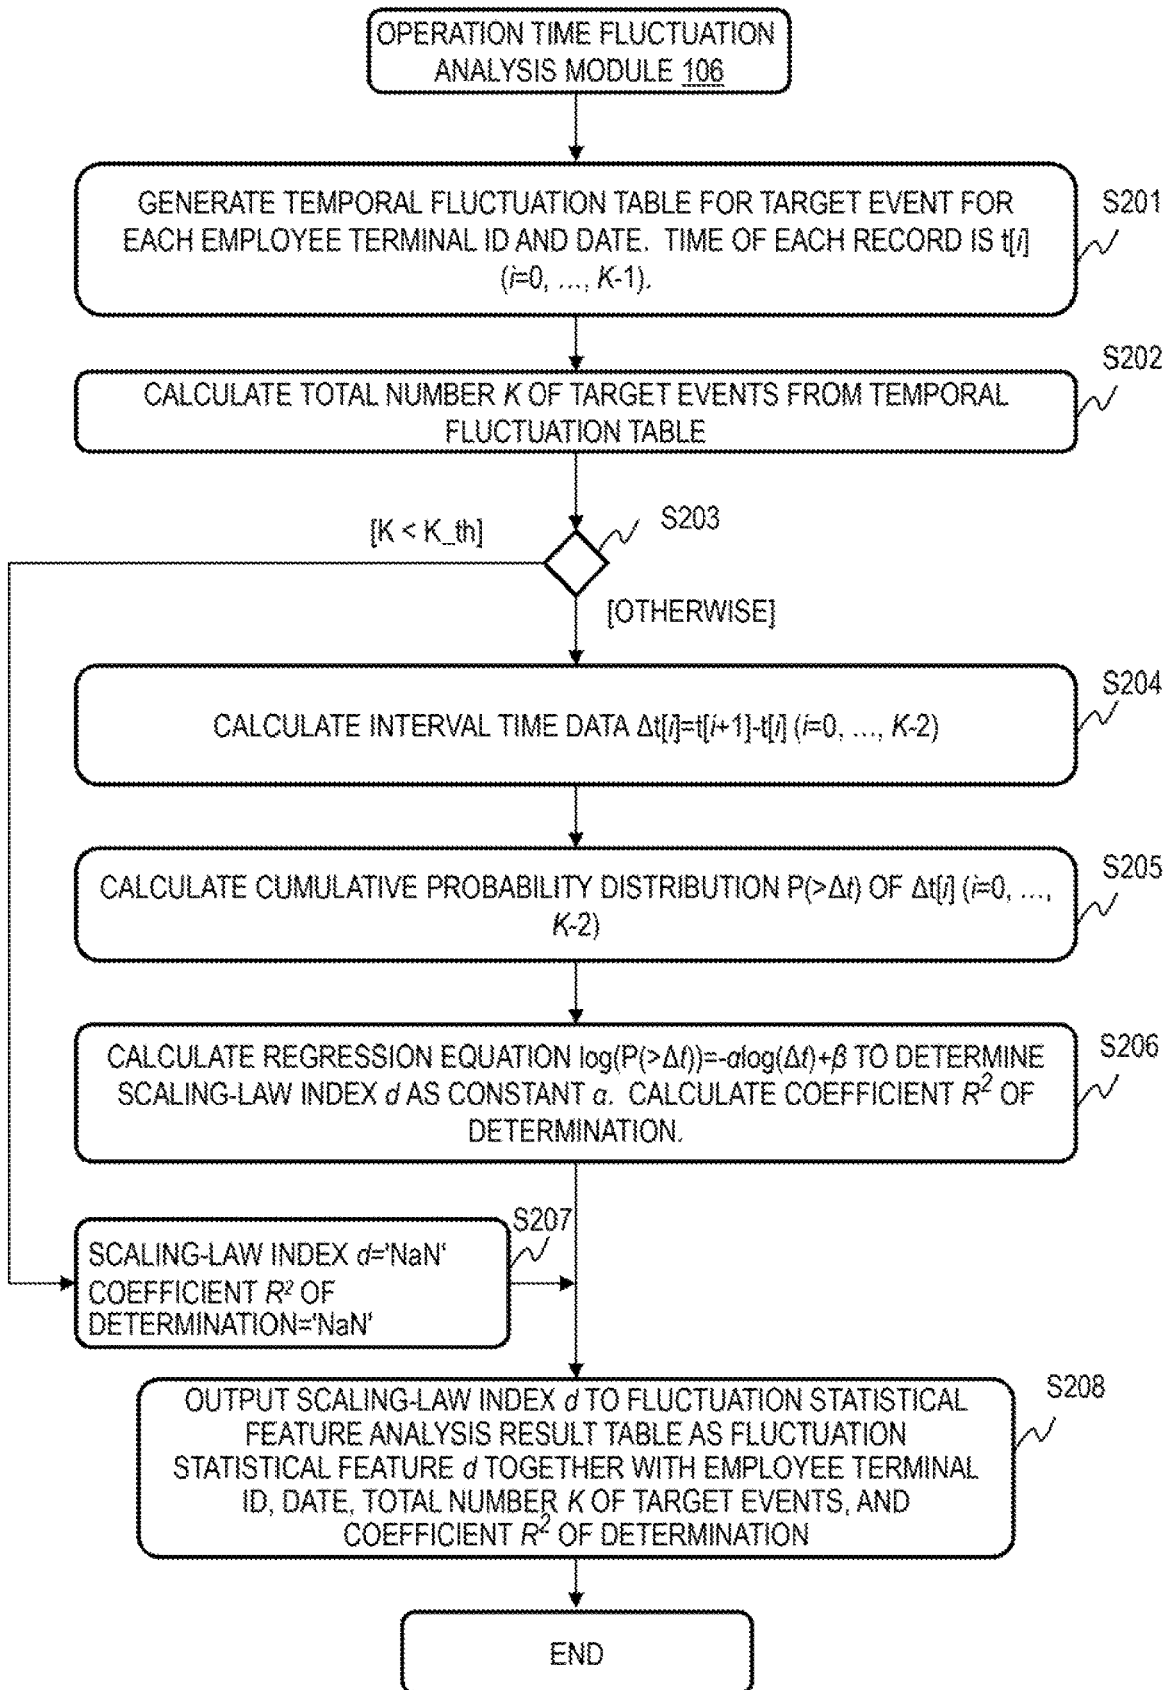 OPERATION TIME FLUCTUATION
ANALYSIS MODULE 106
GENERATE TEMPORAL FLUCTUATION TABLE FOR TARGET EVENT FOR
EACH EMPLOYEE TERMINAL ID AND DATE. TIME OF EACH RECORD IS t[i]
(i=0, ..., K-1).
S201
CALCULATE TOTAL NUMBER K OF TARGET EVENTS FROM TEMPORAL
FLUCTUATION TABLE
S202
[K < K_th]
S203
[OTHERWISE]
CALCULATE INTERVAL TIME DATA Δt[i]=t[i+1]-t[i] (i=0, ..., K-2)
S204
CALCULATE CUMULATIVE PROBABILITY DISTRIBUTION P(>Δt) OF Δt[i] (i=0, ...,
K-2)
S205
CALCULATE REGRESSION EQUATION log(P(>Δt))=-αlog(Δt)+β TO DETERMINE
SCALING-LAW INDEX d AS CONSTANT α. CALCULATE COEFFICIENT R² OF
DETERMINATION.
S206
SCALING-LAW INDEX d='NaN'
COEFFICIENT R² OF
DETERMINATION='NaN'
S207
OUTPUT SCALING-LAW INDEX d TO FLUCTUATION STATISTICAL
FEATURE ANALYSIS RESULT TABLE AS FLUCTUATION
STATISTICAL FEATURE d TOGETHER WITH EMPLOYEE TERMINAL
ID, DATE, TOTAL NUMBER K OF TARGET EVENTS, AND
COEFFICIENT R² OF DETERMINATION
S208
END